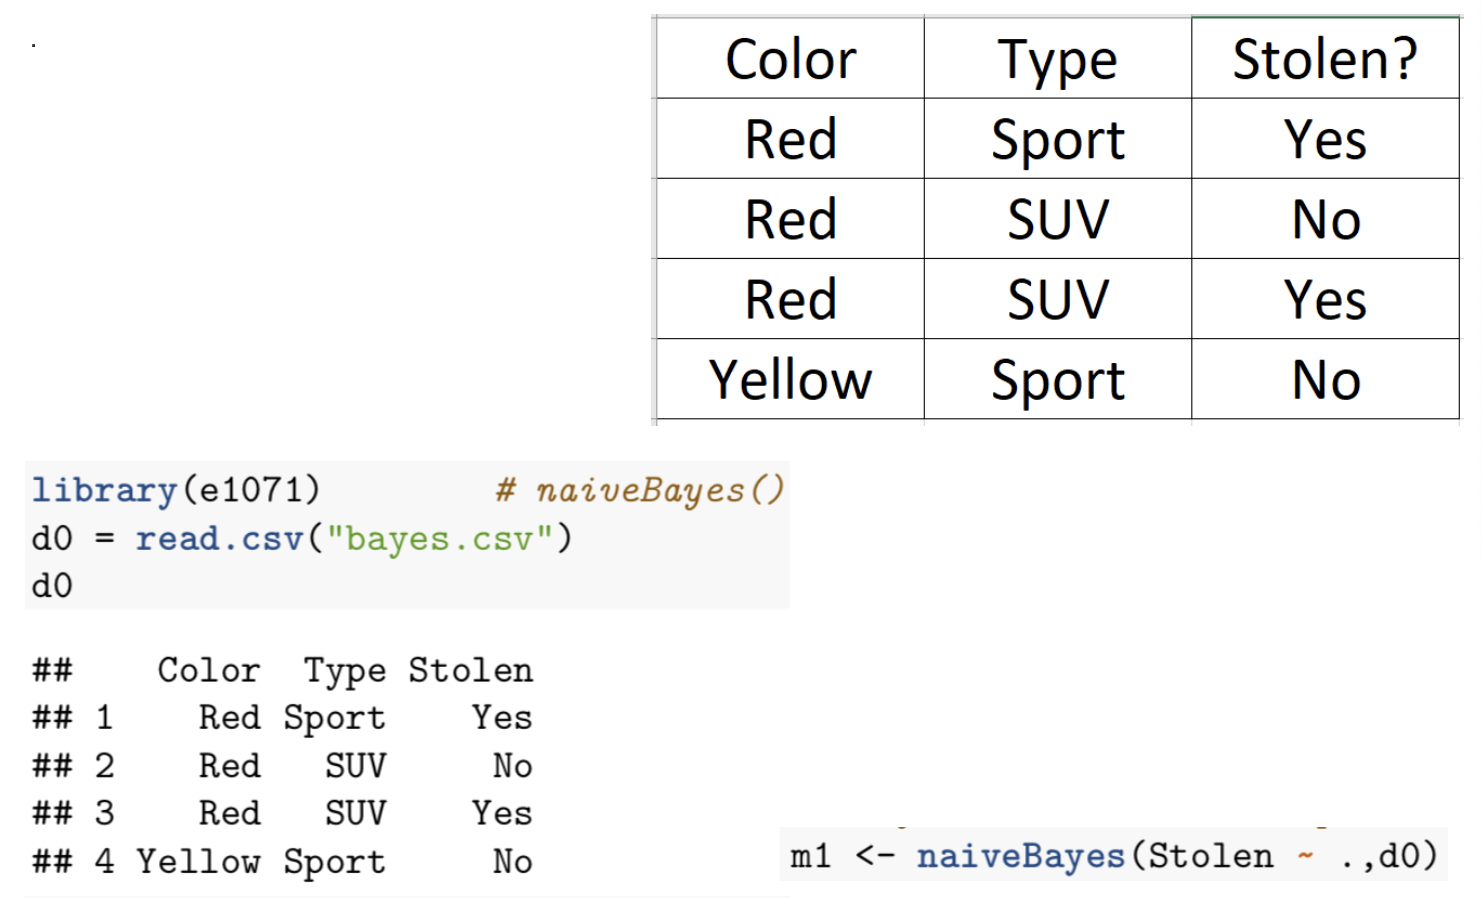 .
Color Type Stolen?
Red Sport Yes
Red SUV No
Red SUV Yes
Yellow Sport No
library(e1071) # naiveBayes()
d0 = read.csv("bayes.csv")
d0
## Color Type Stolen
## 1 Red Sport Yes
## 2 Red SUV No
## 3 Red SUV Yes
## 4 Yellow Sport No
m1 <- naiveBayes(Stolen ~ .,d0)